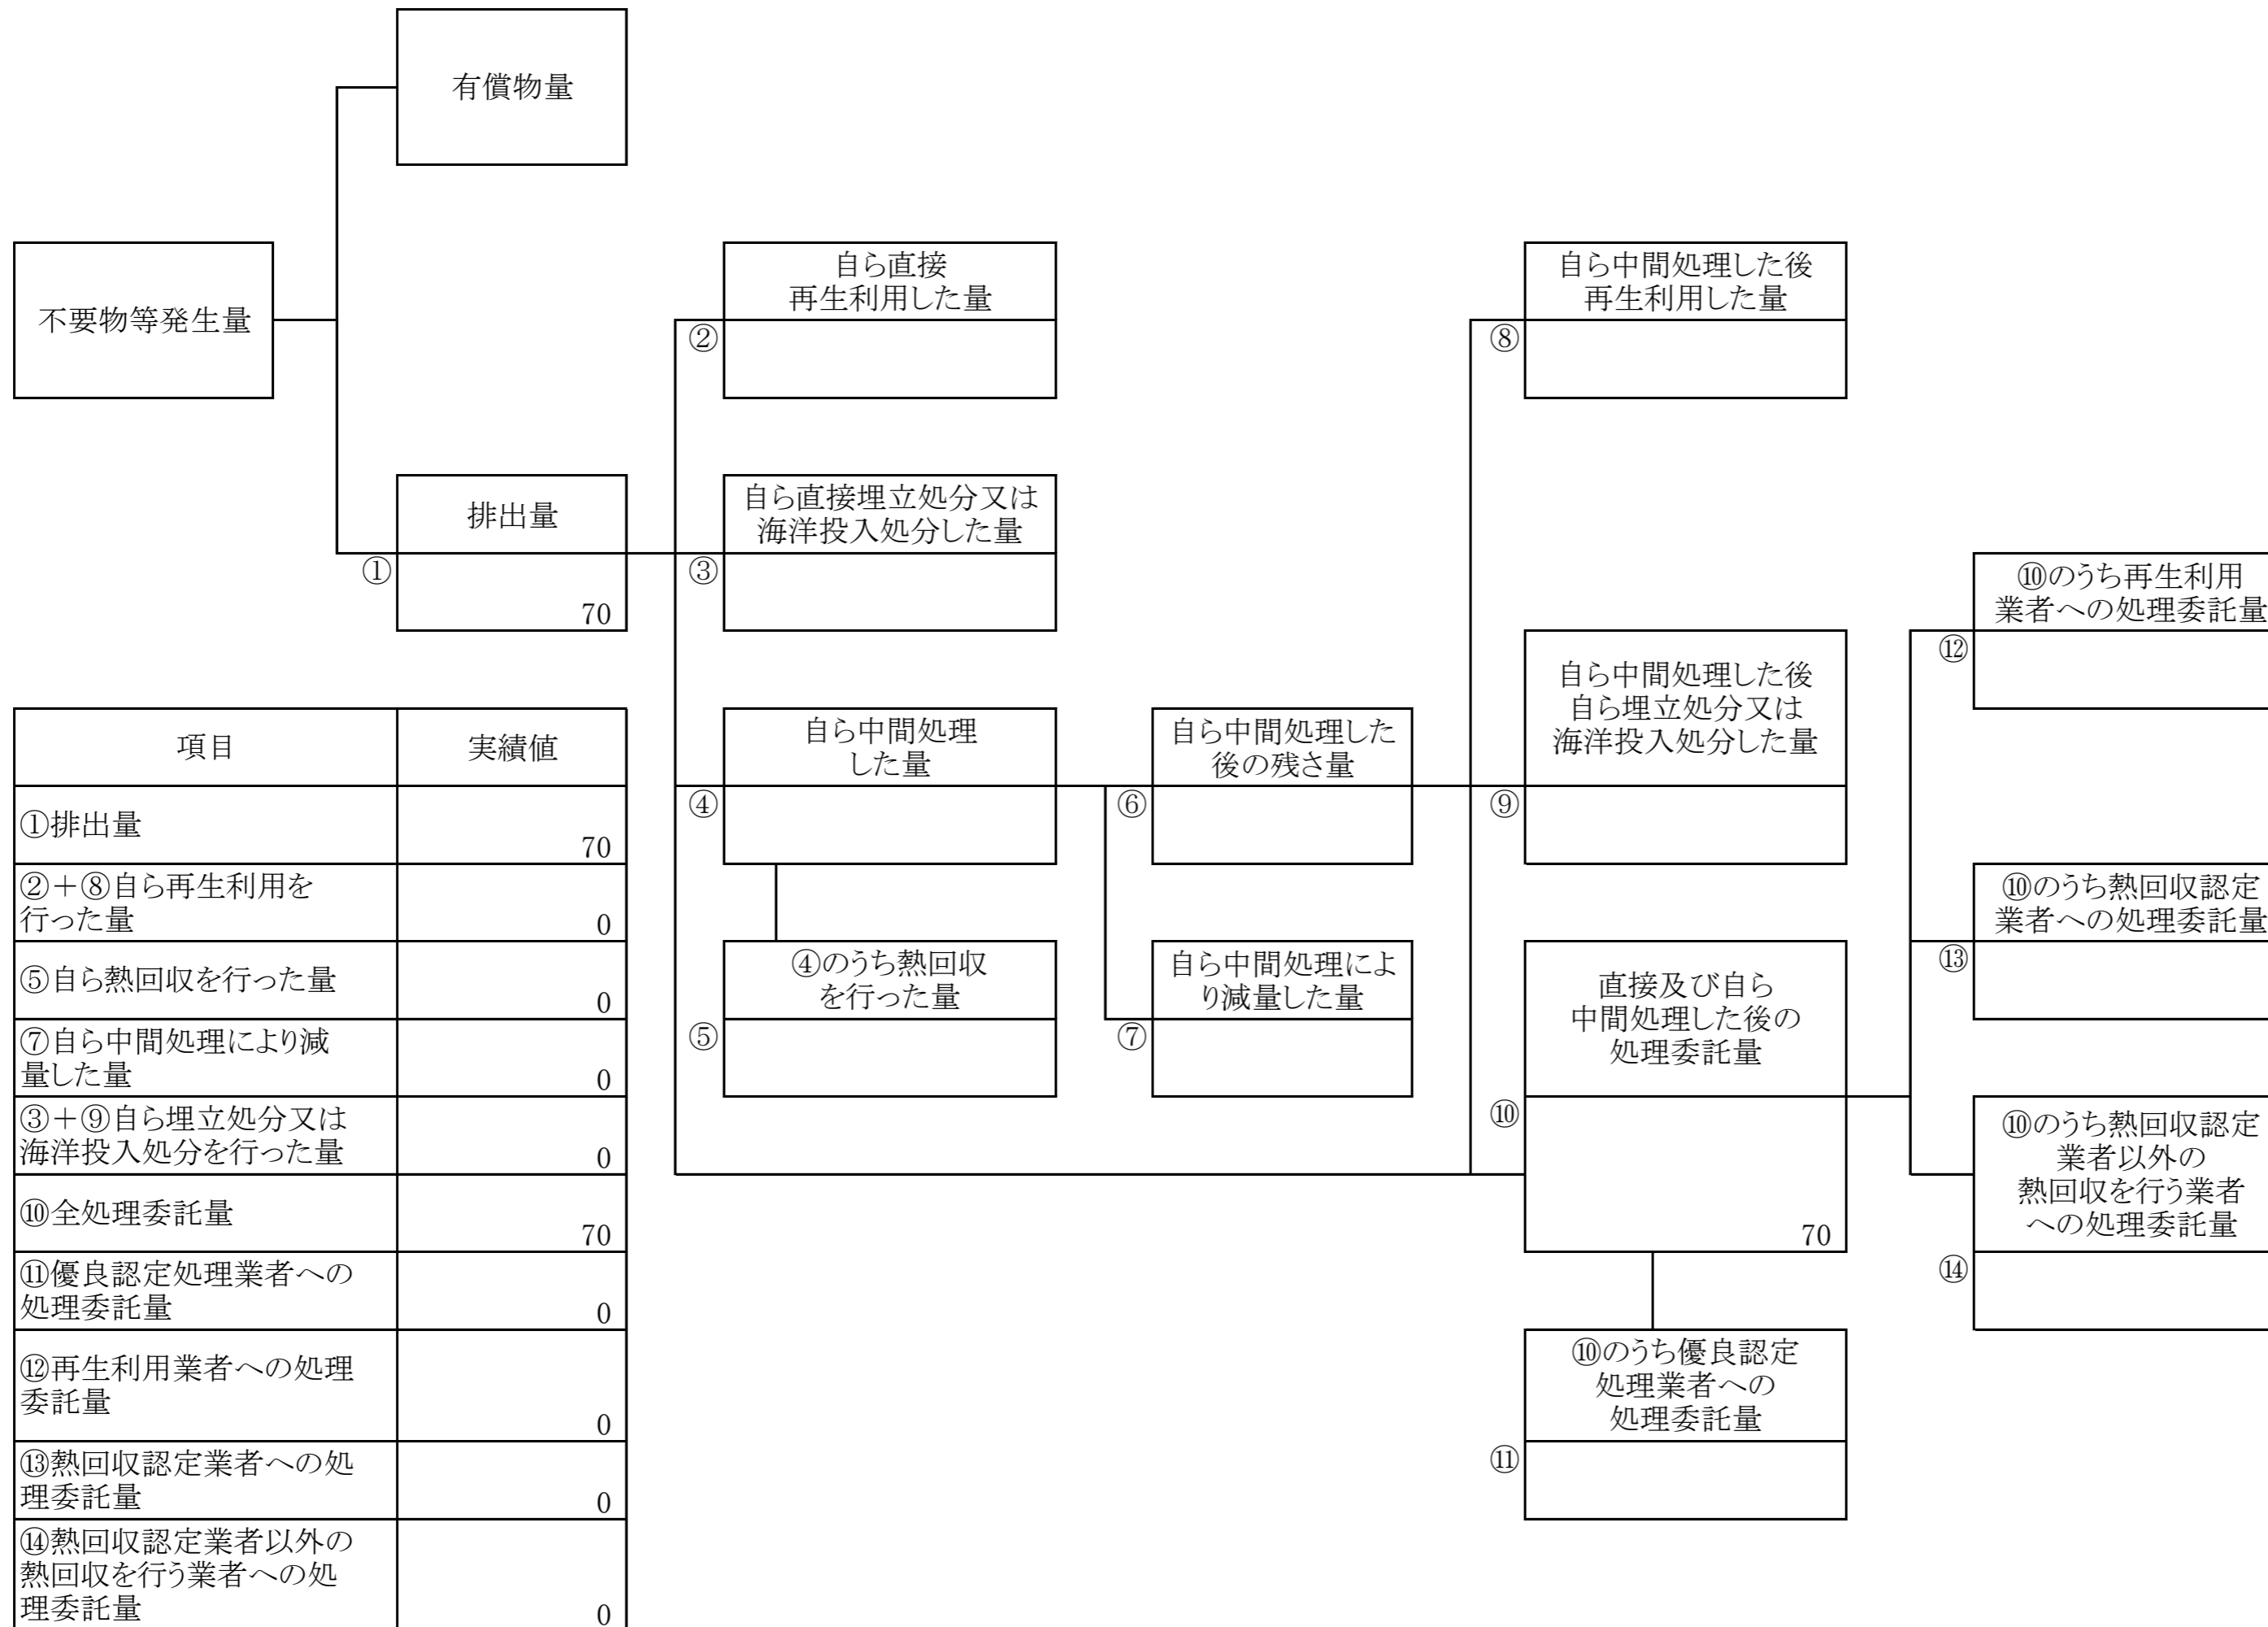 有償物量
不要物等発生量
自ら直接
再生利用した量
②
自ら中間処理した後
再生利用した量
⑧
排出量
①
70
自ら直接埋立処分又は
海洋投入処分した量
③
⑩のうち再生利用
業者への処理委託量
⑫
自ら中間処理した後
自ら埋立処分又は
海洋投入処分した量
⑨
自ら中間処理
した量
④
自ら中間処理した
後の残さ量
⑥
⑩のうち熱回収認定
業者への処理委託量
⑬
④のうち熱回収
を行った量
⑤
自ら中間処理によ
り減量した量
⑦
直接及び自ら
中間処理した後の
処理委託量
⑩
70
⑩のうち熱回収認定
業者以外の
熱回収を行う業者
への処理委託量
⑭
⑩のうち優良認定
処理業者への
処理委託量
⑪
項目
実績値
①排出量
70
②+⑧自ら再生利用を
行った量
0
⑤自ら熱回収を行った量
0
⑦自ら中間処理により減
量した量
0
③+⑨自ら埋立処分又は
海洋投入処分を行った量
0
⑩全処理委託量
70
⑪優良認定処理業者への
処理委託量
0
⑫再生利用業者への処理
委託量
0
⑬熱回収認定業者への処
理委託量
0
⑭熱回収認定業者以外の
熱回収を行う業者への処
理委託量
0